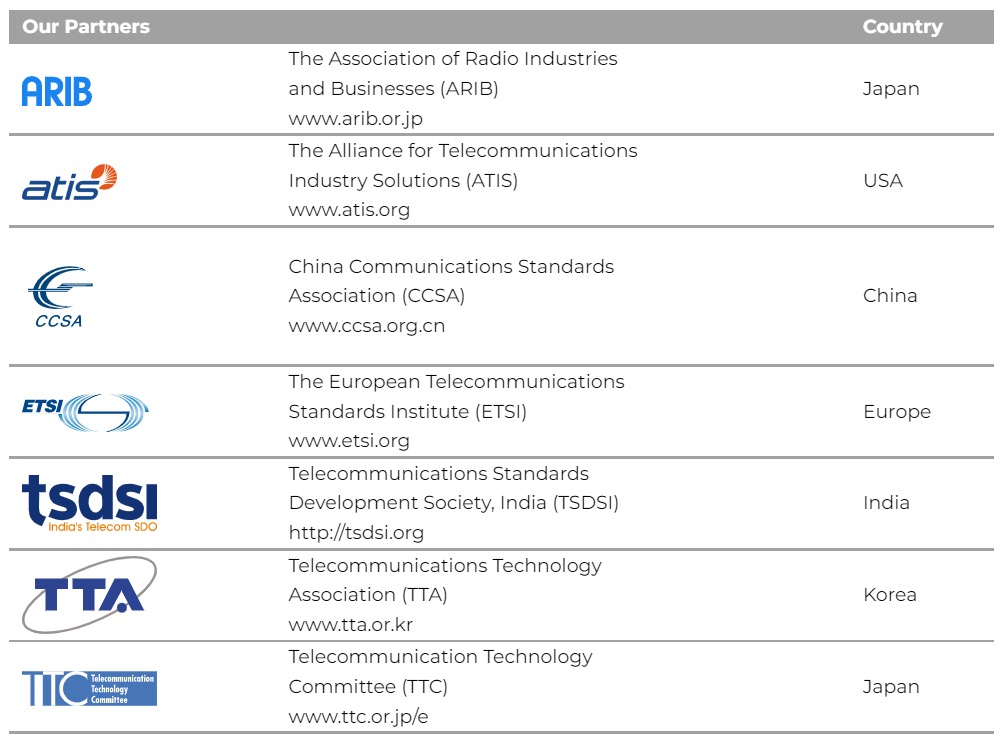 Our Partners Country
ARIB
The Association of Radio Industries
and Businesses (ARIB)
www.arib.or.jp
Japan
atis
The Alliance for Telecommunications
Industry Solutions (ATIS)
www.atis.org
USA
CCSA
China Communications Standards
Association (CCSA)
www.ccsa.org.cn
China
ETSI
The European Telecommunications
Standards Institute (ETSI)
www.etsi.org
Europe
tsdsi
India's Telecom SDO
Telecommunications Standards
Development Society, India (TSDSI)
http://tsdsi.org
India
TTA
Telecommunications Technology
Association (TTA)
www.tta.or.kr
Korea
TTC
Telecommunication
Technology
Committee
Telecommunication Technology
Committee (TTC)
www.ttc.or.jp/e
Japan